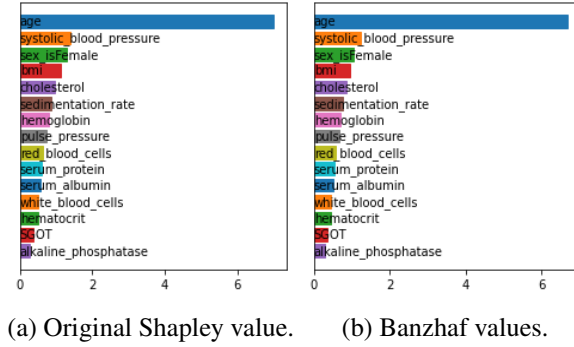 age
systolic_blood_pressure
sex_isFemale
bmi
cholesterol
sedimentation_rate
hemoglobin
pulse_pressure
red_blood_cells
serum_protein
serum_albumin
white_blood_cells
hematocrit
SGOT
alkaline_phosphatase
0 2 4 6
(a) Original Shapley value.
age
systolic_blood_pressure
sex_isFemale
bmi
cholesterol
sedimentation_rate
hemoglobin
pulse_pressure
red_blood_cells
serum_protein
serum_albumin
white_blood_cells
hematocrit
SGOT
alkaline_phosphatase
0 2 4 6
(b) Banzhaf values.